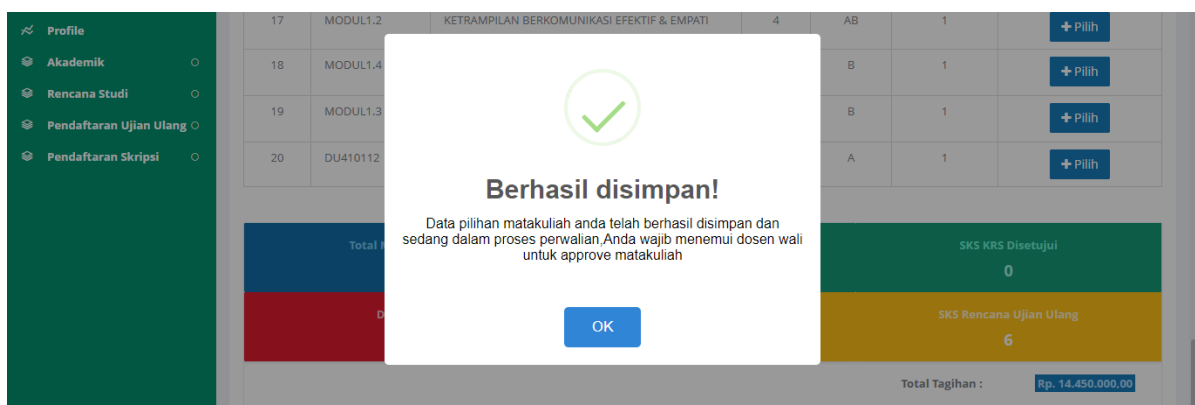 Profile
Akademik
Rencana Studi
Pendaftaran Ujian Ulang
Pendaftaran Skripsi
17 MODUL1.2 KETRAMPILAN BERKOMUNIKASI EFEKTIF & EMPATI 4 AB 1 Pilih
18 MODUL1.4 B 1 Pilih
19 MODUL1.3 B 1 Pilih
20 DU410112 A 1 Pilih
Berhasil disimpan!
Data pilihan matakuliah anda telah berhasil disimpan dan
sedang dalam proses perwalian,Anda wajib menemui dosen wali
untuk approve matakuliah
OK
Total
SKS KRS Disetujui
0
SKS Rencana Ujian Ulang
6
Total Tagihan : Rp. 14.450.000,00